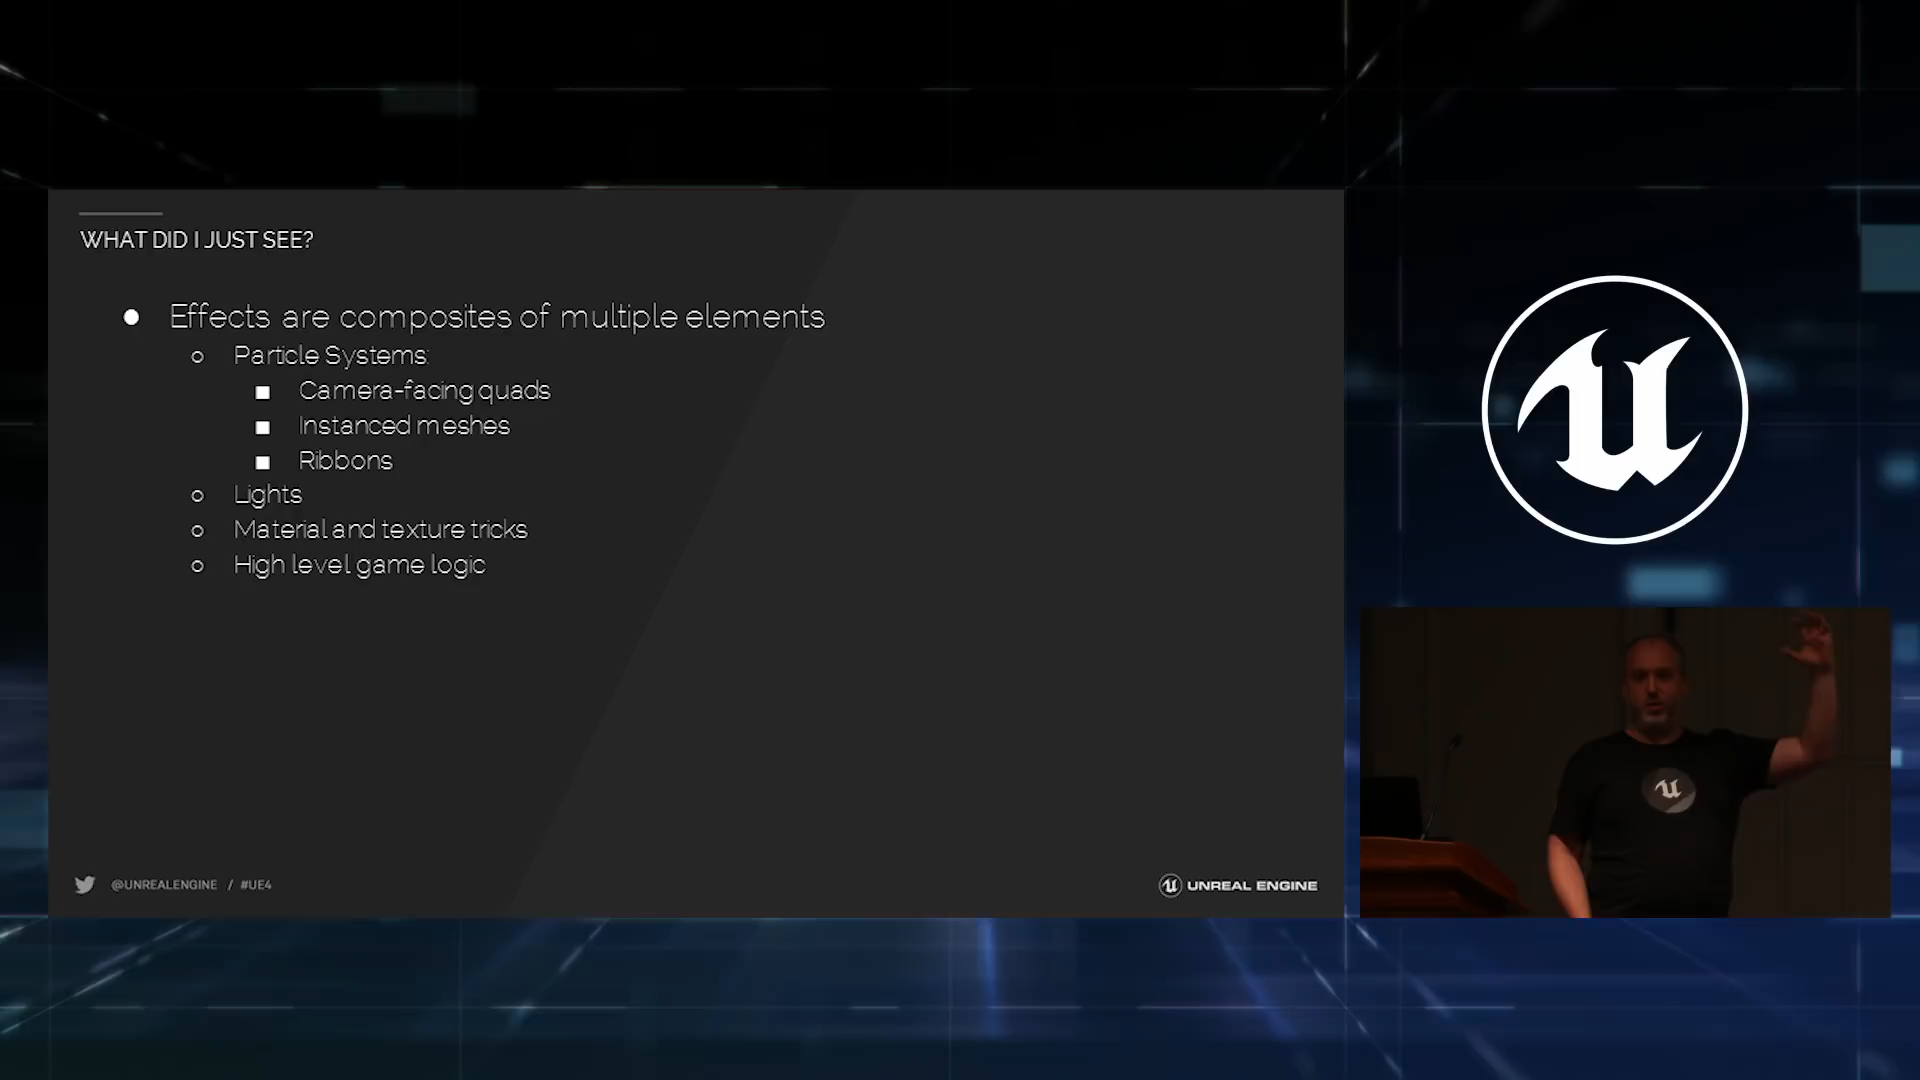 WHAT DID I JUST SEE?
Effects are composites of multiple elements
Particle Systems:
Camera-facing quads
Instanced meshes
Ribbons
Lights
Material and texture tricks
High level game logic
@UNREALENGINE / #UE4
UNREAL ENGINE